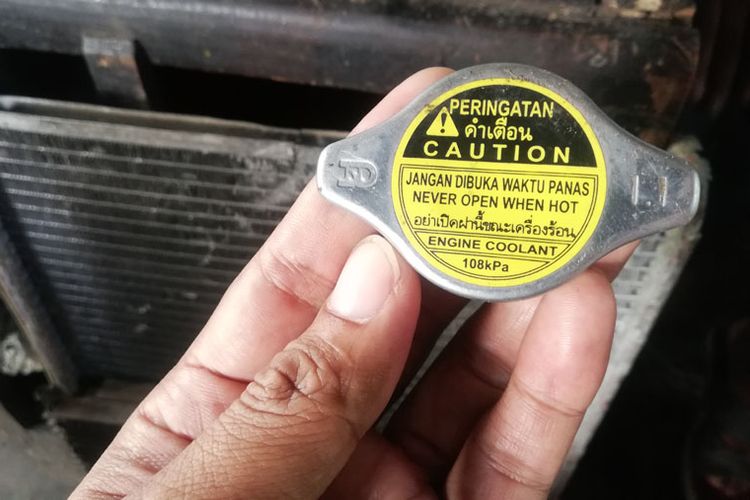 PERINGATAN
คำเตือน
CAUTION
JANGAN DIBUKA WAKTU PANAS
NEVER OPEN WHEN HOT
อย่าเปิดฝานี้ขณะเครื่องร้อน
ENGINE COOLANT
108kPa